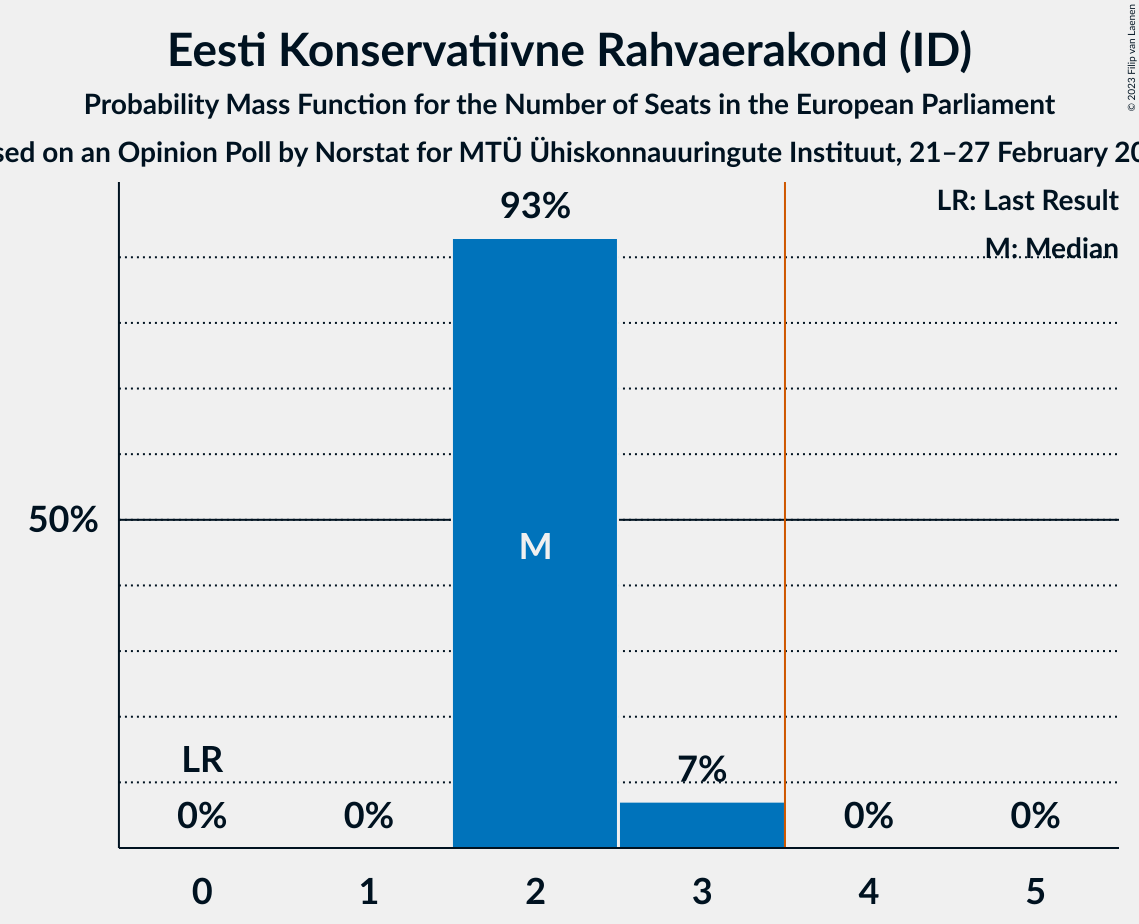 Eesti Konservatiivne Rahvaerakond (ID)
Probability Mass Function for the Number of Seats in the European Parliament
on an Opinion Poll by Norstat for MTÜ Ühiskonnauuringute Instituut, 21–27 February
© 2023 Filip van Laenen
LR: Last Result
M: Median
93%
50%
M
LR
7%
0% 0% 0% 0%
0 1 2 3 4 5